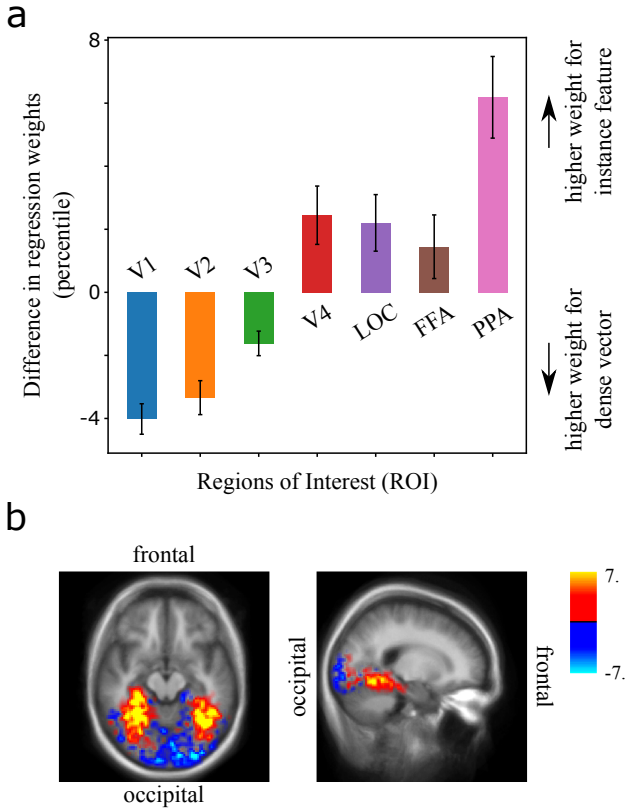 a
8
0
-4
Difference in regression weights
(percentile)
V1
V2
V3
V4
LOC
FFA
PPA
Regions of Interest (ROI)
higher weight for
instance feature
higher weight for
dense vector
b
frontal
occipital
occipital
frontal
7.
-7.